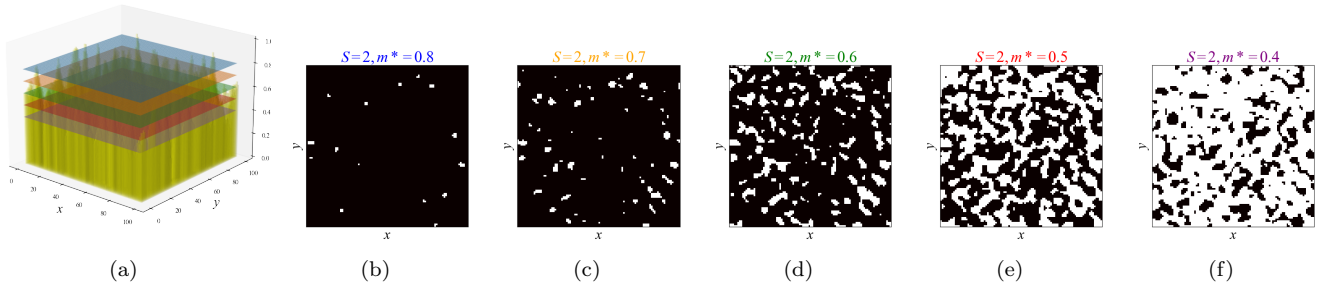 1.0
0.8
0.6
0.4
0.2
0.0
0
20
40
60
80
100
x
0
20
40
60
80
100
y
S=2, m*=0.8
y
x
S=2, m*=0.7
y
x
S=2, m*=0.6
y
x
S=2, m*=0.5
y
x
S=2, m*=0.4
y
x
(a)
(b)
(c)
(d)
(e)
(f)